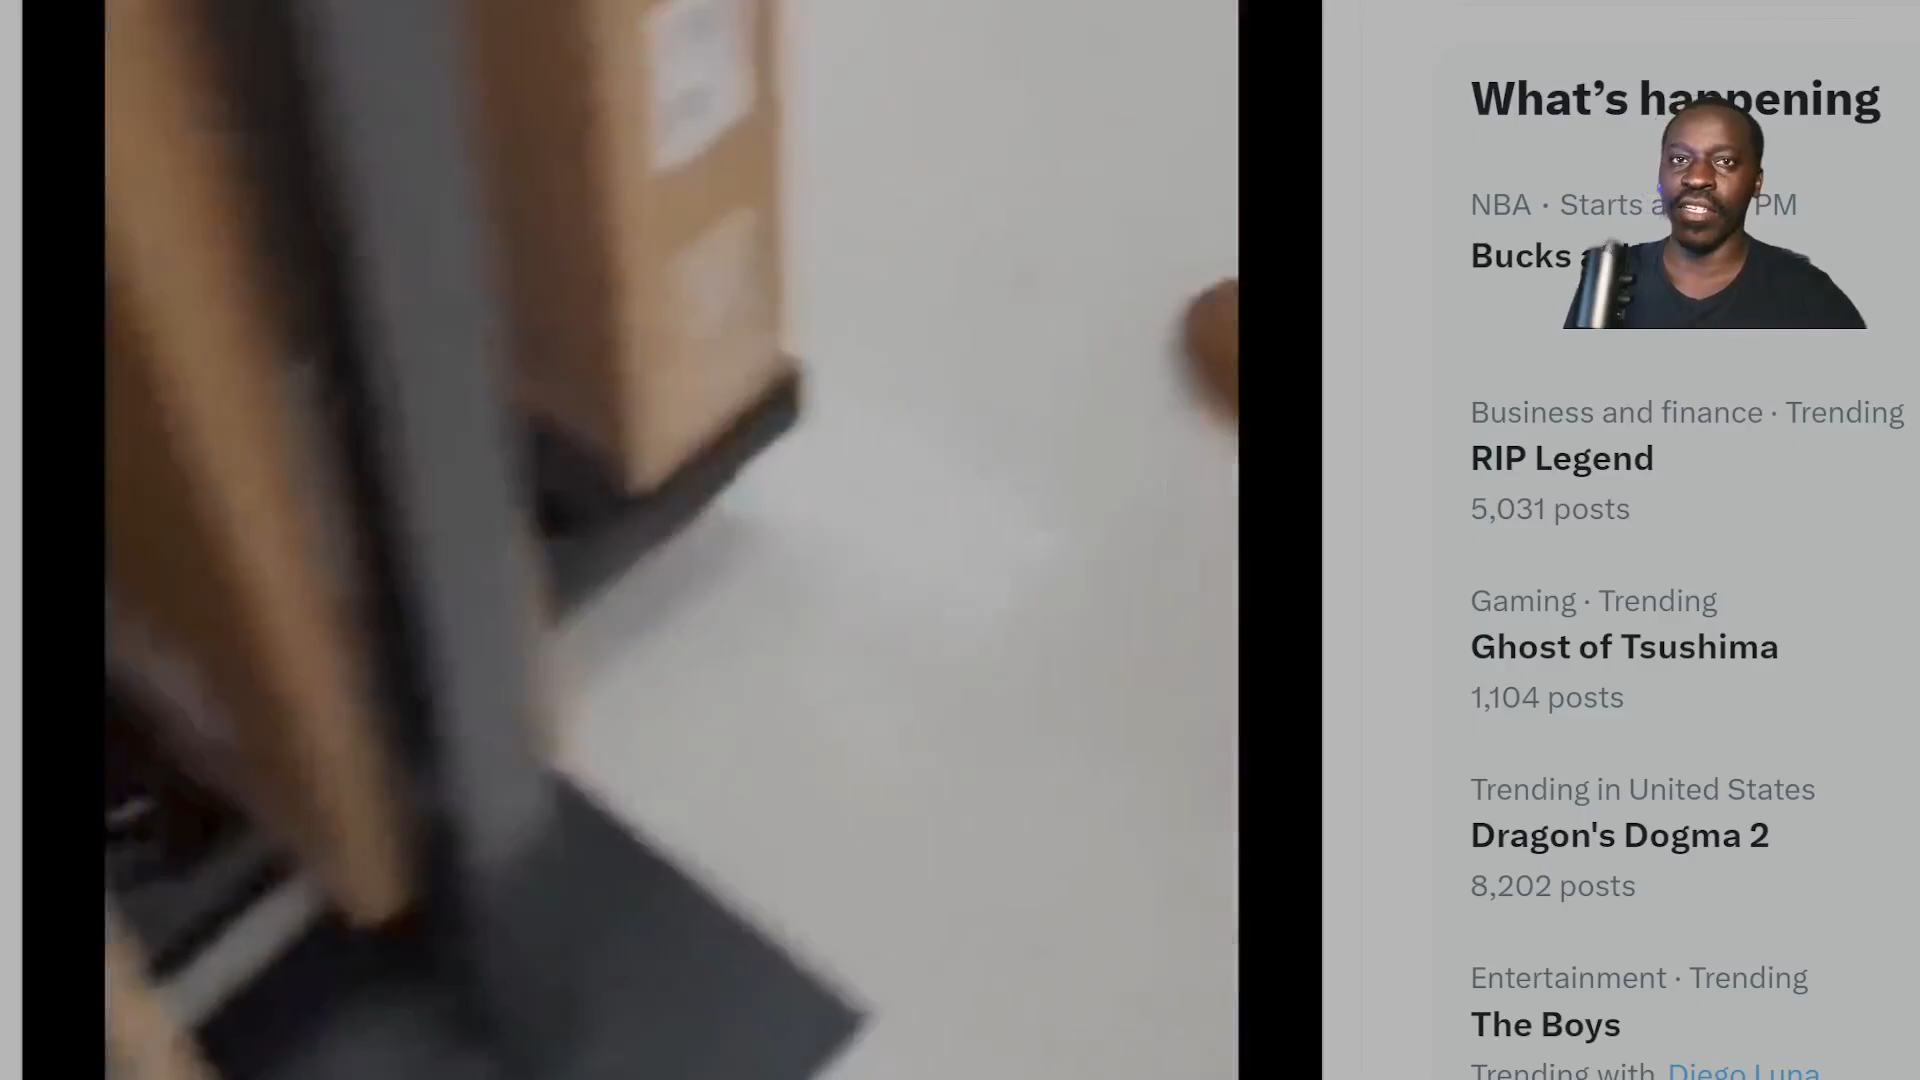 What's happening
NBA · Starts PM
Bucks
Business and finance · Trending
RIP Legend
5,031 posts
Gaming · Trending
Ghost of Tsushima
1,104 posts
Trending in United States
Dragon's Dogma 2
8,202 posts
Entertainment · Trending
The Boys
Trending with Diego Luna